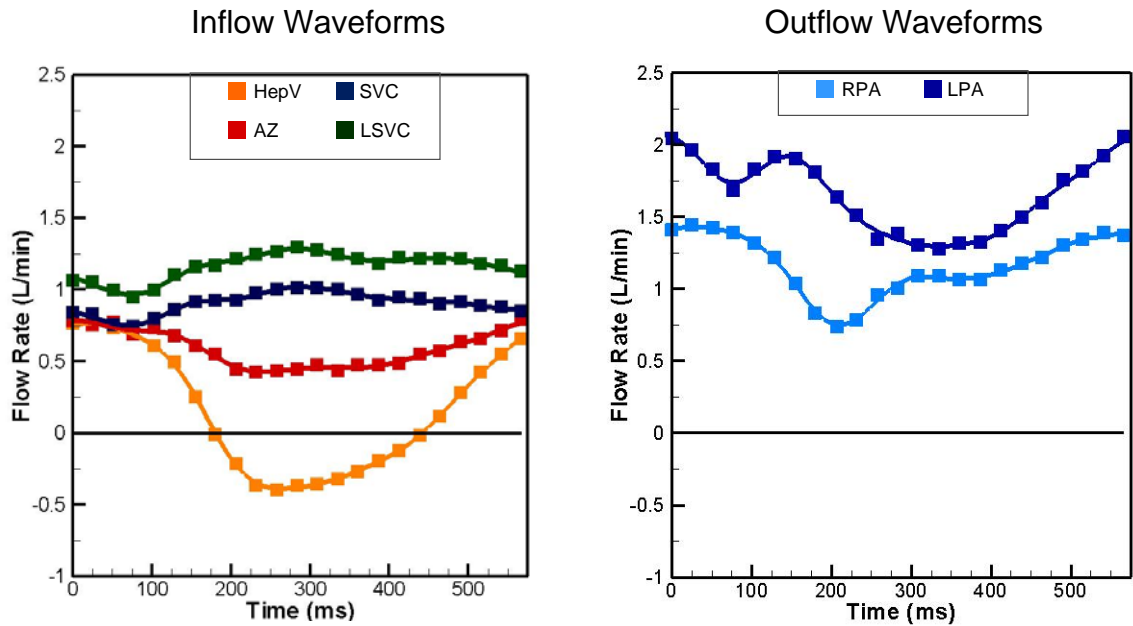 Inflow Waveforms
Outflow Waveforms
HepV SVC
AZ LSVC
Flow Rate (L/min)
2.5
2
1.5
1
0.5
0
-0.5
-1
0 100 200 300 400 500
Time (ms)
RPA LPA
Flow Rate (L/min)
2.5
2
1.5
1
0.5
0
-0.5
-1
0 100 200 300 400 500
Time (ms)